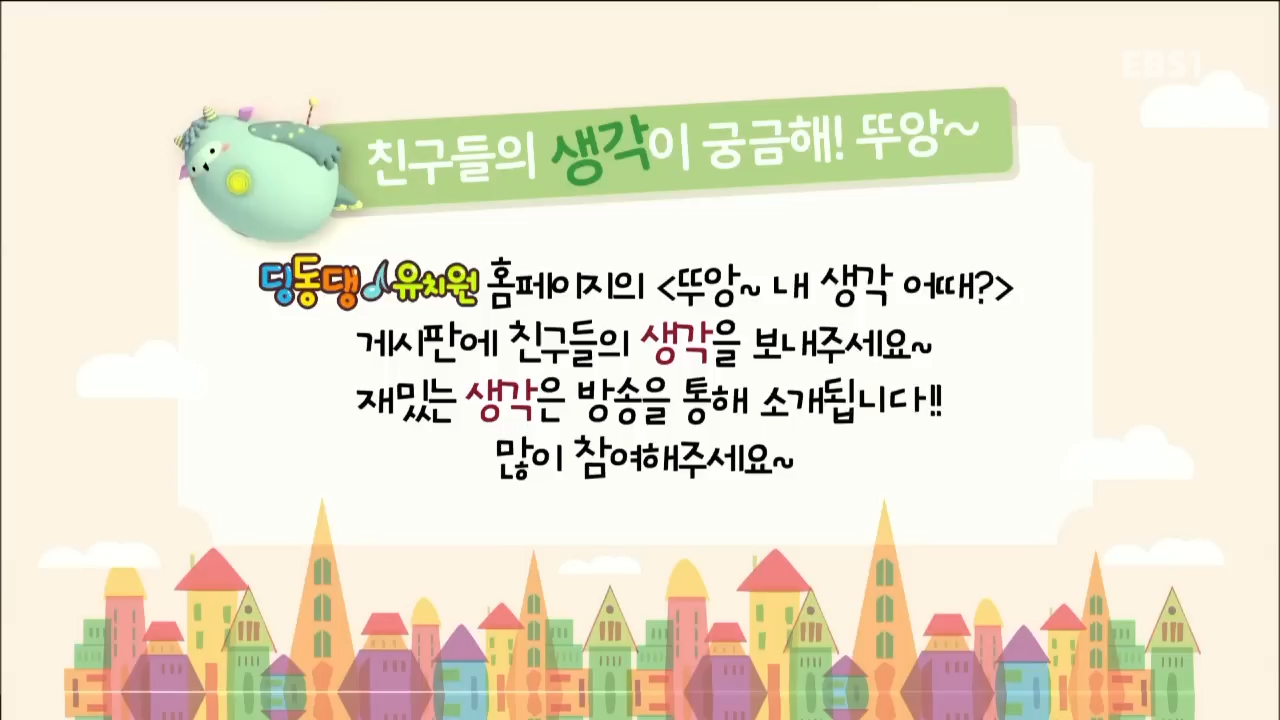 EBS1
친구들의 생각이 궁금해! 뚜앙~
딩동댕유치원 홈페이지의 <뚜앙~ 내 생각 어때?>
게시판에 친구들의 생각을 보내주세요~
재밌는 생각은 방송을 통해 소개됩니다!!
많이 참여해주세요~